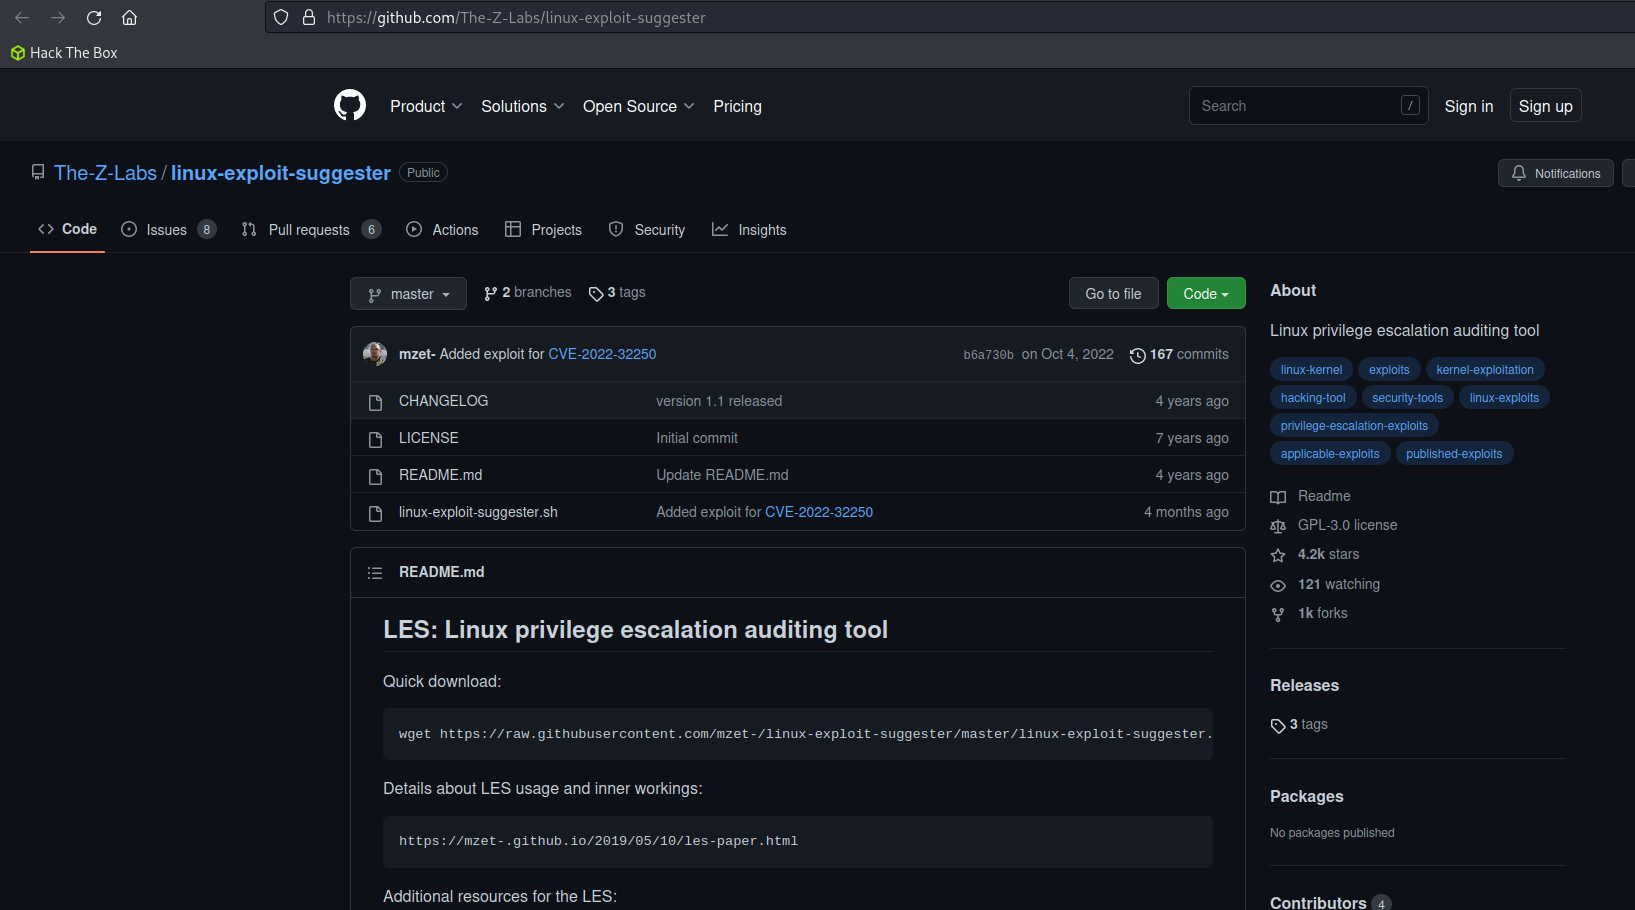 https://github.com/The-Z-Labs/linux-exploit-suggester
Hack The Box
Product Solutions Open Source Pricing Search / Sign in Sign up
The-Z-Labs / linux-exploit-suggester Public Notifications
Code Issues 8 Pull requests 6 Actions Projects Security Insights
master 2 branches 3 tags Go to file Code
mzet- Added exploit for CVE-2022-32250 b6a730b on Oct 4, 2022 167 commits
CHANGELOG version 1.1 released 4 years ago
LICENSE Initial commit 7 years ago
README.md Update README.md 4 years ago
linux-exploit-suggester.sh Added exploit for CVE-2022-32250 4 months ago
README.md
LES: Linux privilege escalation auditing tool
Quick download:
wget https://raw.githubusercontent.com/mzet-/linux-exploit-suggester/master/linux-exploit-suggester.
Details about LES usage and inner workings:
https://mzet-.github.io/2019/05/10/les-paper.html
Additional resources for the LES:
About
Linux privilege escalation auditing tool
linux-kernel exploits kernel-exploitation
hacking-tool security-tools linux-exploits
privilege-escalation-exploits
applicable-exploits published-exploits
Readme
GPL-3.0 license
4.2k stars
121 watching
1k forks
Releases
3 tags
Packages
No packages published
Contributors 4